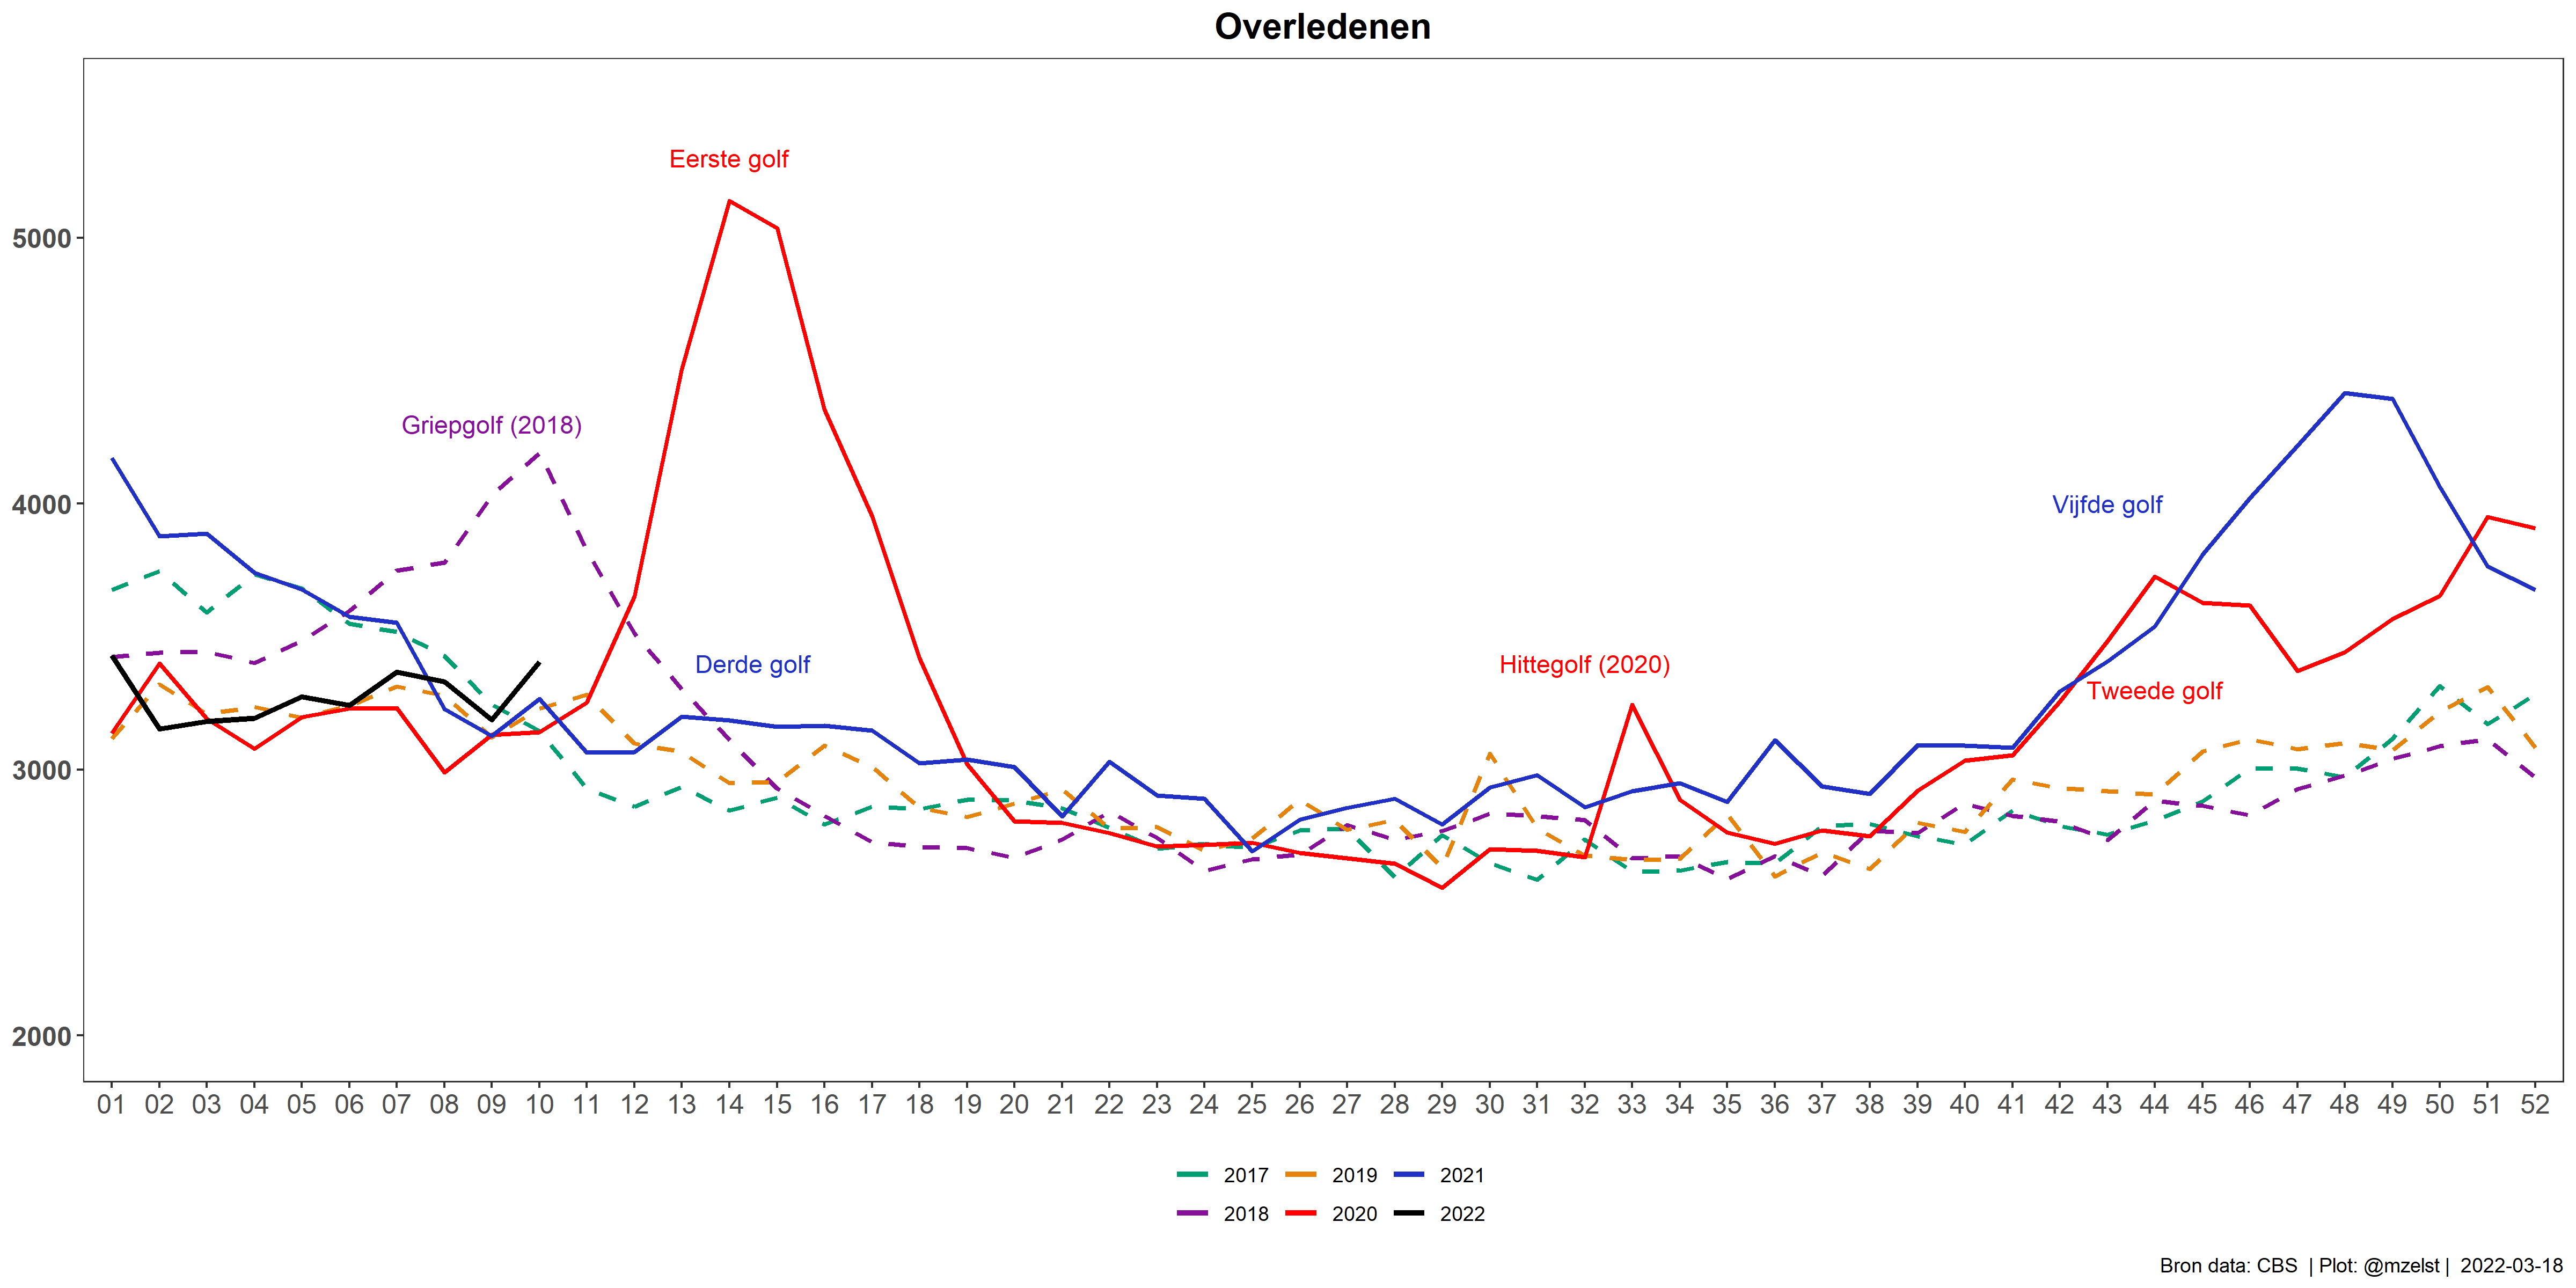 Overledenen
Eerste golf
5000
Griepgolf (2018)
4000
Vijfde golf
Derde golf
Hittegolf (2020)
Tweede golf
3000
2000
01 02 03 04 05 06 07 08 09 10 11 12 13 14 15 16 17 18 19 20 21 22 23 24 25 26 27 28 29 30 31 32 33 34 35 36 37 38 39 40 41 42 43 44 45 46 47 48 49 50 51 52
2017 2019 2021
2018 2020 2022
Bron data: CBS | Plot: @mzelst | 2022-03-18